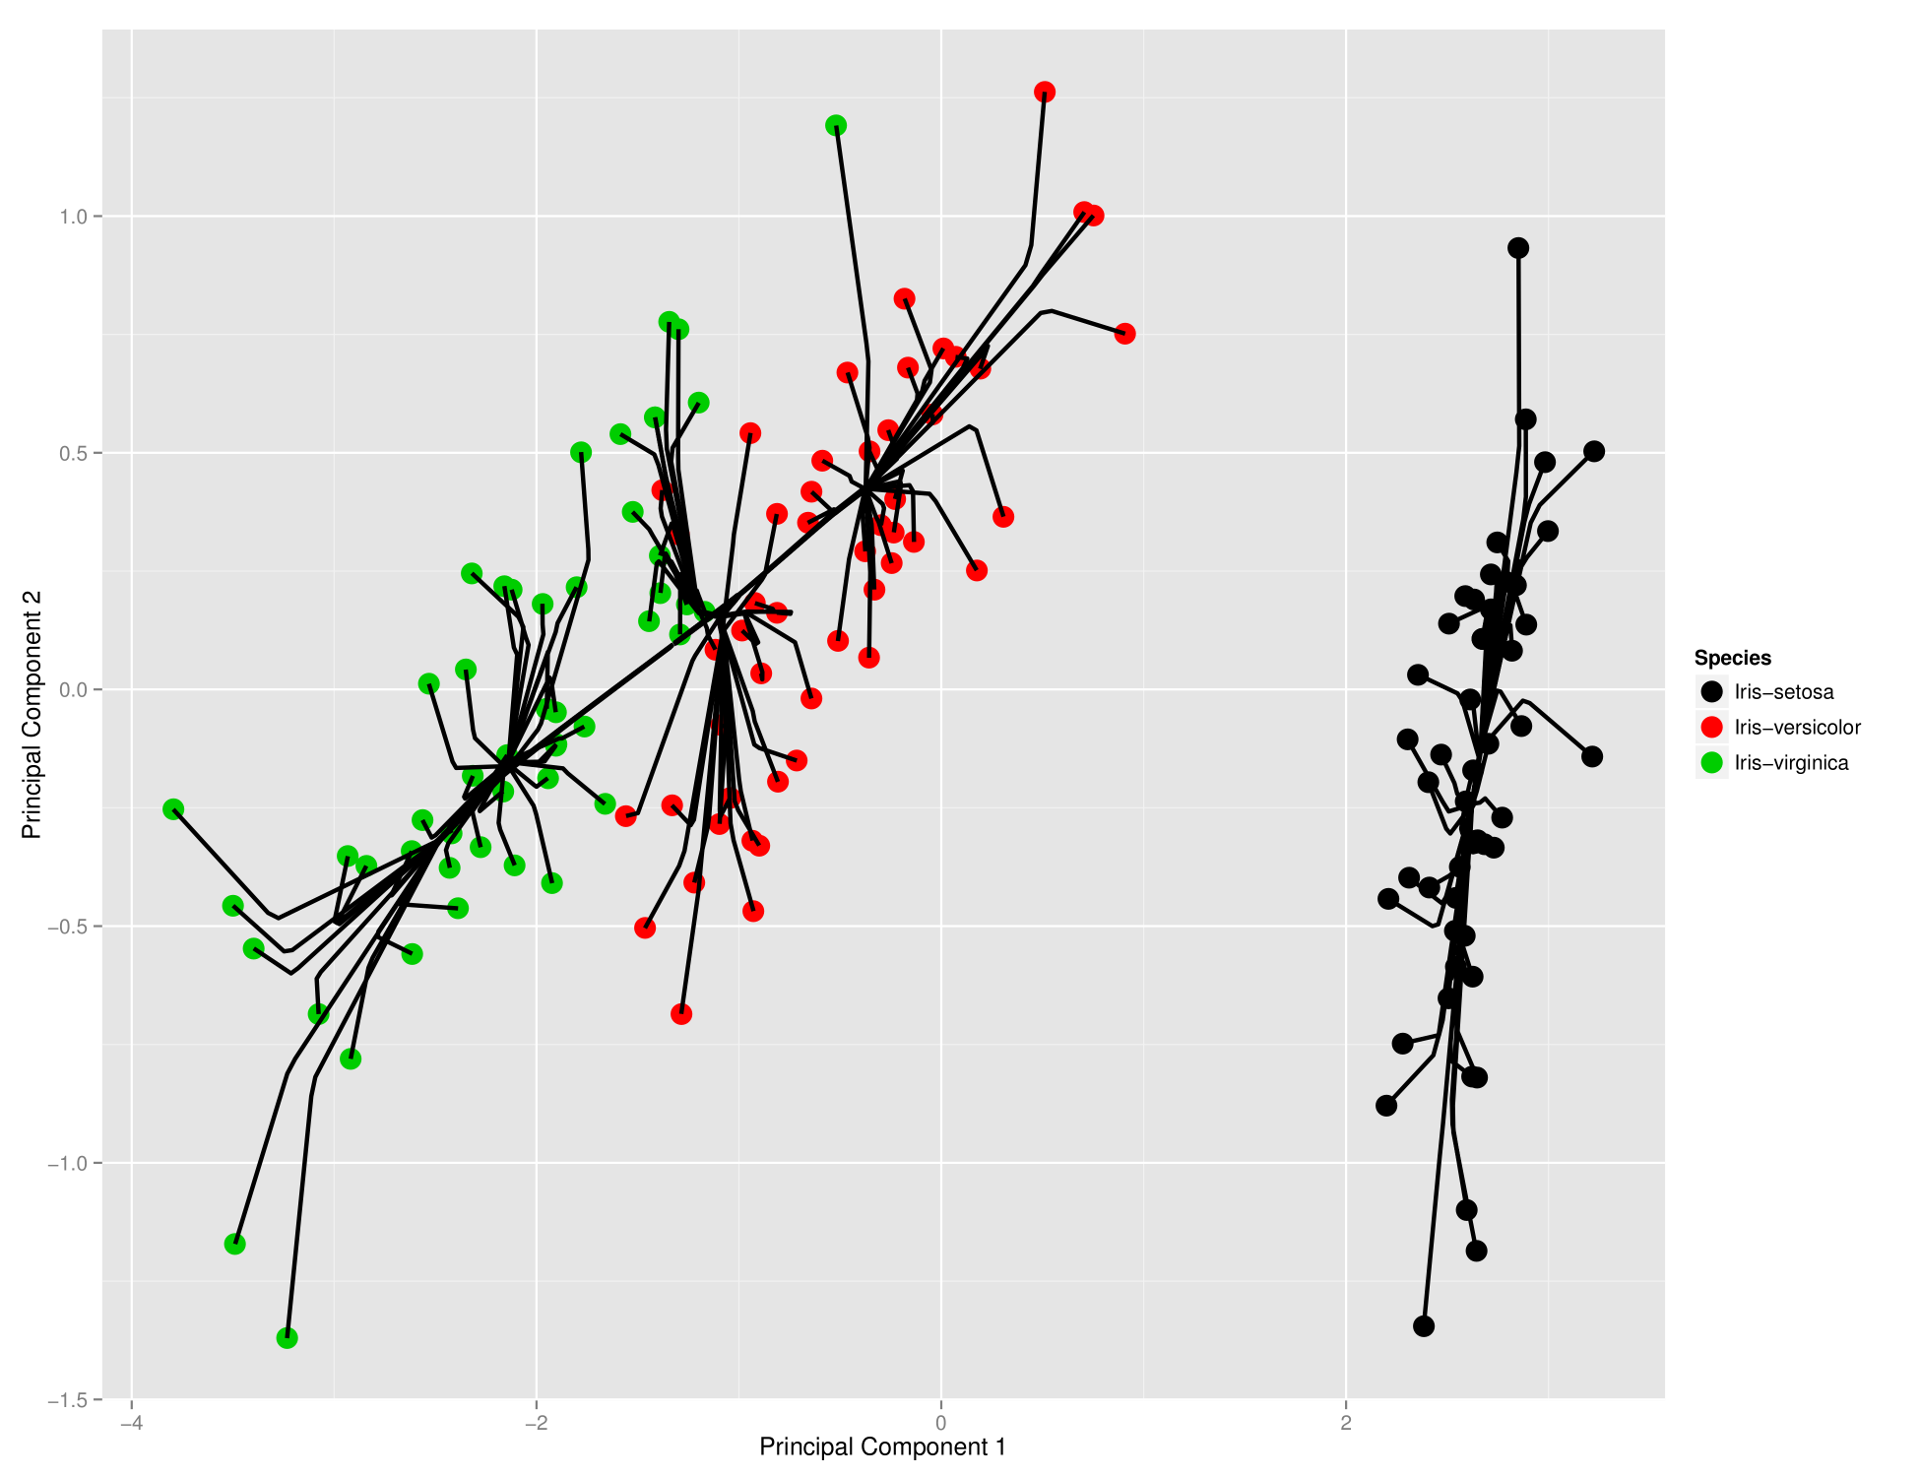 1.0
0.5
0.0
−0.5
−1.0
−1.5
−4
−2
0
2
Principal Component 1
Principal Component 2
Species
Iris−setosa
Iris−versicolor
Iris−virginica